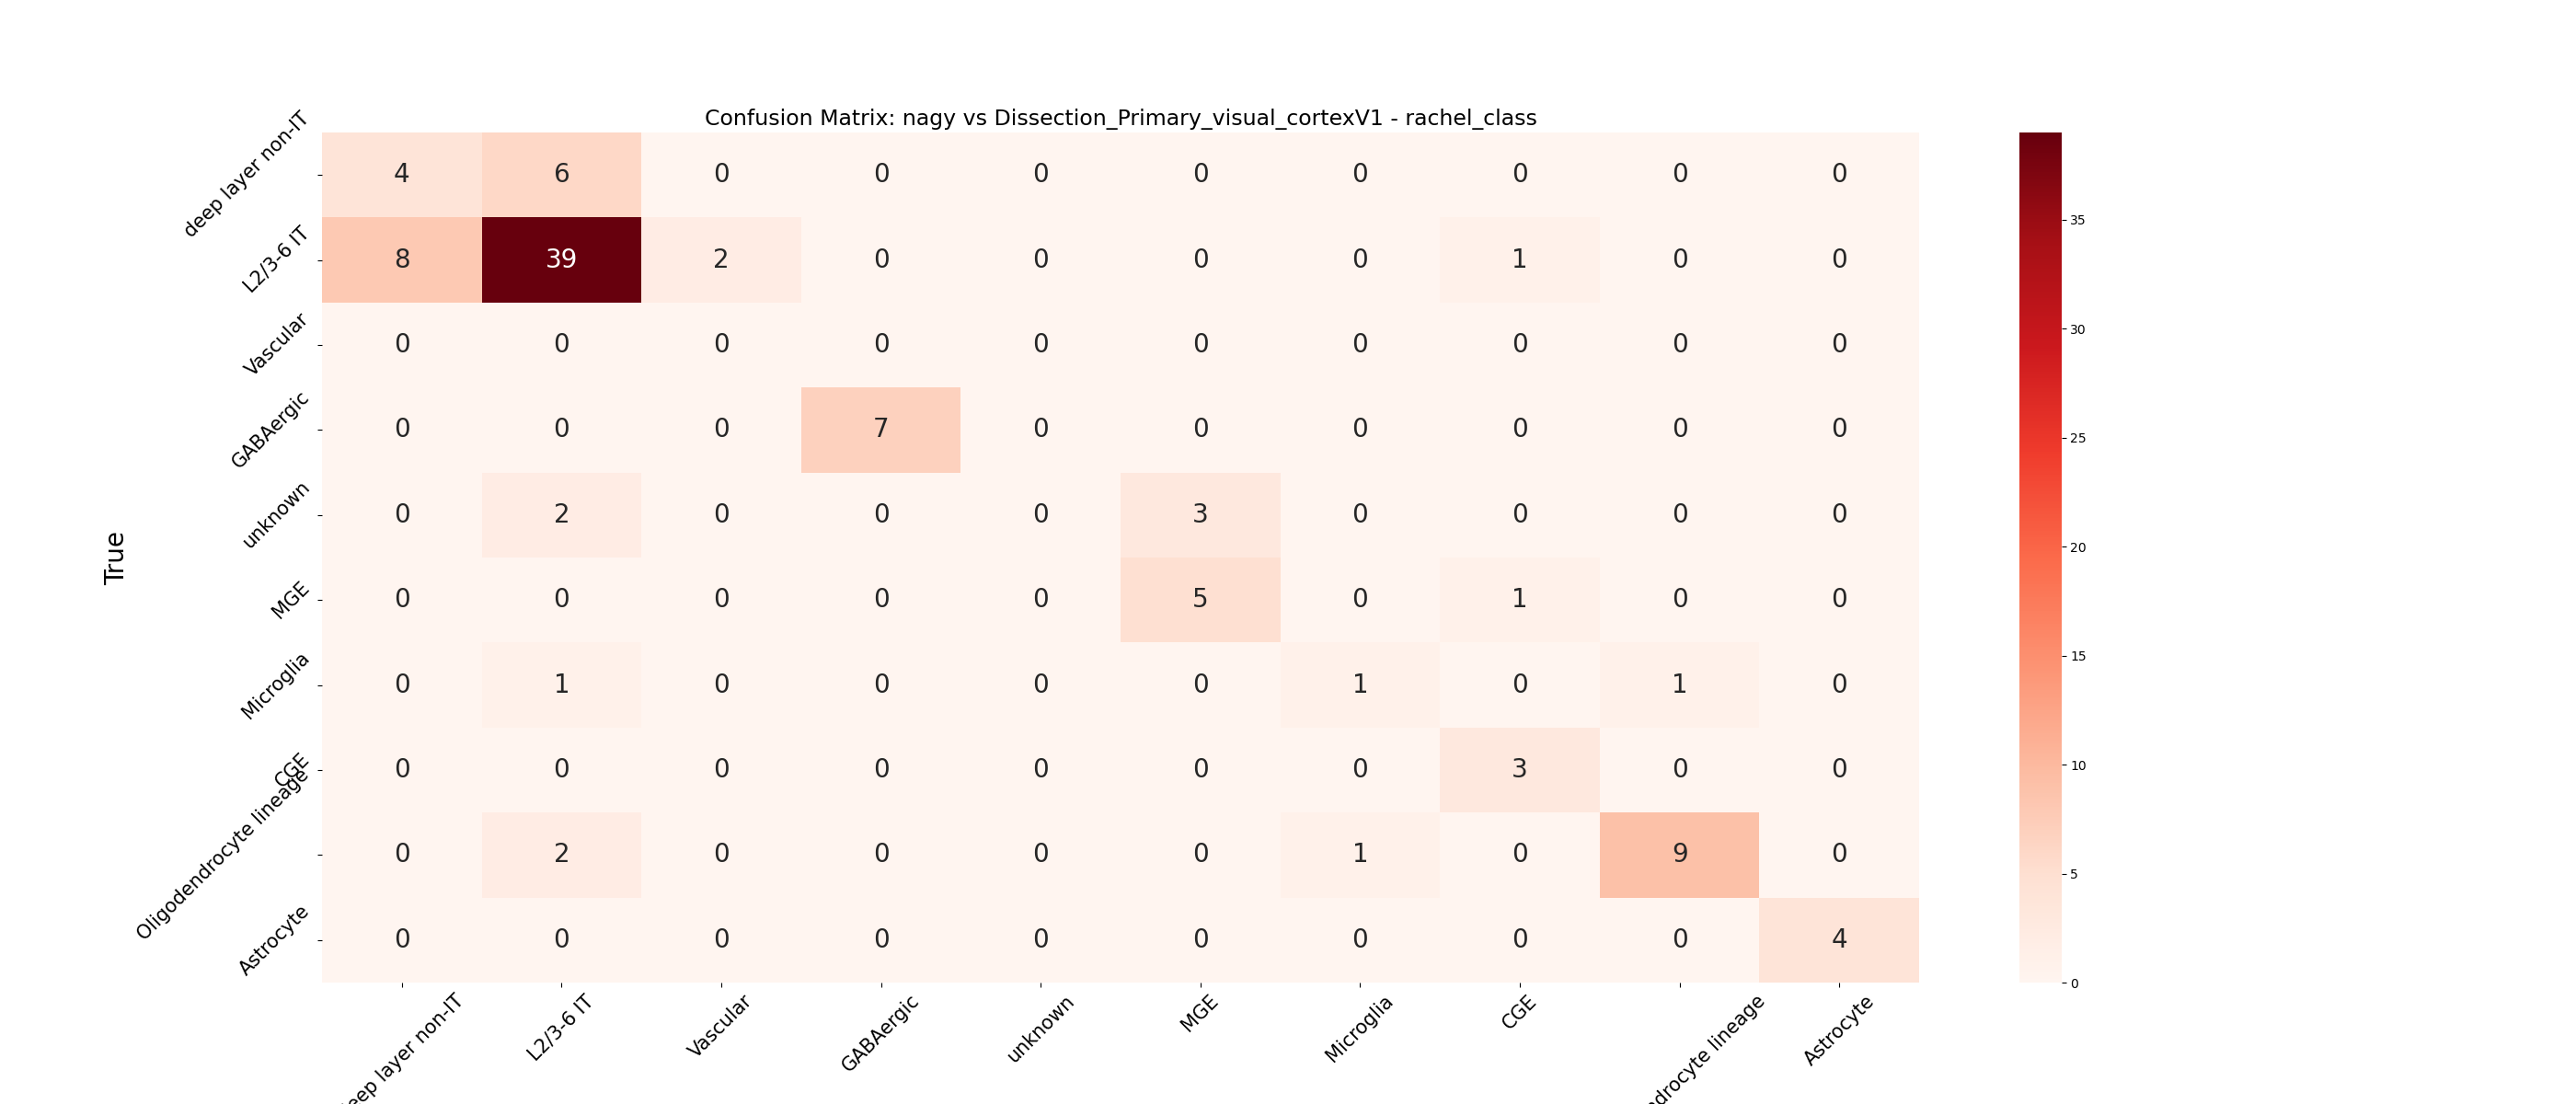 Confusion Matrix: nagy vs Dissection_Primary_visual_cortexV1 - rachel_class
deep layer non-IT 4 6 0 0 0 0 0 0 0 0
L2/3-6 IT 8 39 2 0 0 0 0 1 0 0
Vascular 0 0 0 0 0 0 0 0 0 0
GABAergic 0 0 0 7 0 0 0 0 0 0
unknown 0 2 0 0 0 3 0 0 0 0
MGE 0 0 0 0 0 5 0 1 0 0
Microglia 0 1 0 0 0 0 1 0 1 0
CGE 0 0 0 0 0 0 0 3 0 0
Oligodendrocyte lineage 0 2 0 0 0 0 1 0 9 0
Astrocyte 0 0 0 0 0 0 0 0 0 4
True
eep layer non-IT L2/3-6 IT Vascular GABAergic unknown MGE Microglia CGE ndrocyte lineage Astrocyte
35
30
25
20
15
10
5
0